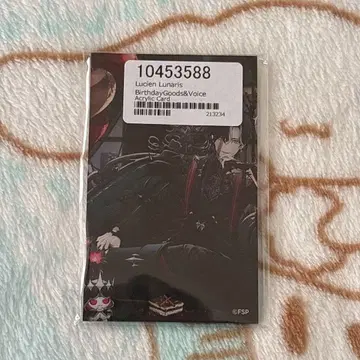 10453588
Lucien Lunaris
BirthdayGoods&Voice
Acrylic Card
213234
©FSP